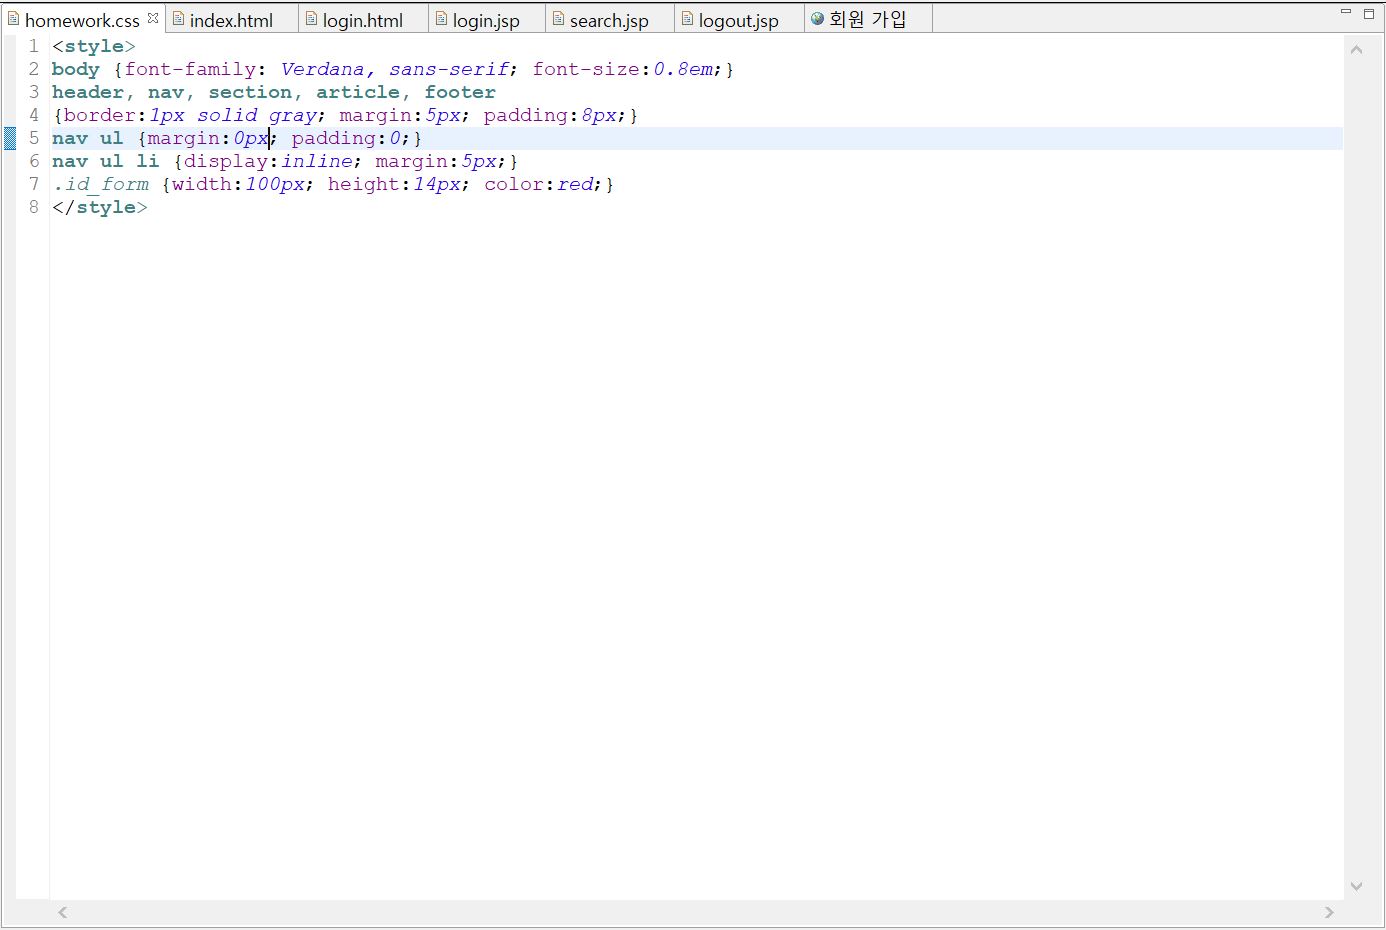 homework.css index.html login.html login.jsp search.jsp logout.jsp 회원 가입
1 <style>
2 body {font-family: Verdana, sans-serif; font-size:0.8em;}
3 header, nav, section, article, footer
4 {border:1px solid gray; margin:5px; padding:8px;}
5 nav ul {margin:0px; padding:0;}
6 nav ul li {display:inline; margin:5px;}
7 .id_form {width:100px; height:14px; color:red;}
8 </style>